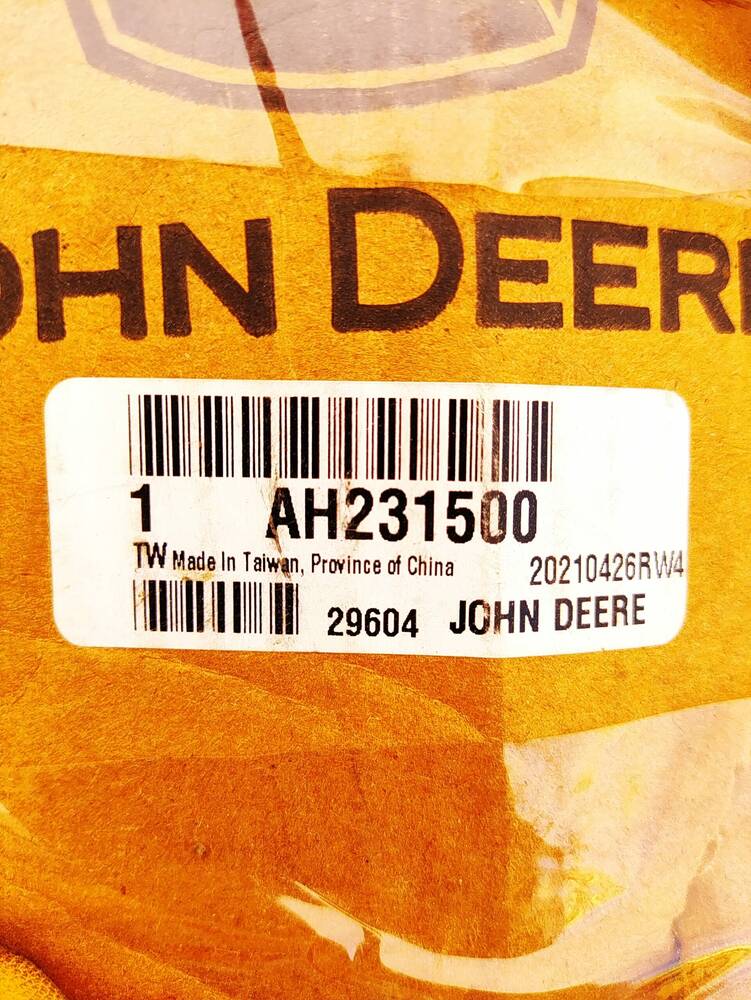 JOHN DEERE
1 AH231500
TW Made In Taiwan, Province of China
20210426RW4
29604 JOHN DEERE